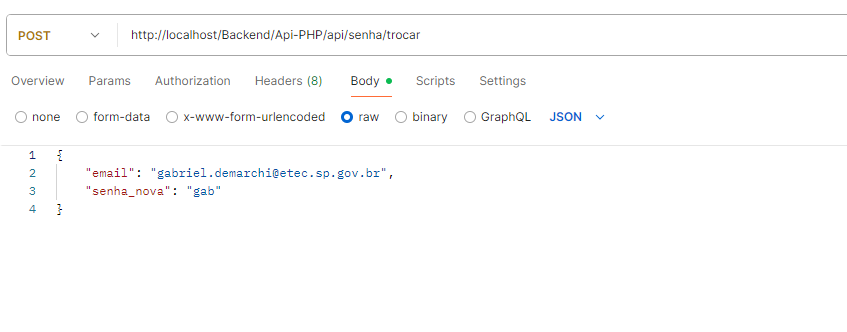 POST http://localhost/Backend/Api-PHP/api/senha/trocar
Overview Params Authorization Headers (8) Body Scripts Settings
none form-data x-www-form-urlencoded raw binary GraphQL JSON
1 {
2 "email": "gabriel.demarchi@etec.sp.gov.br",
3 "senha_nova": "gab"
4 }